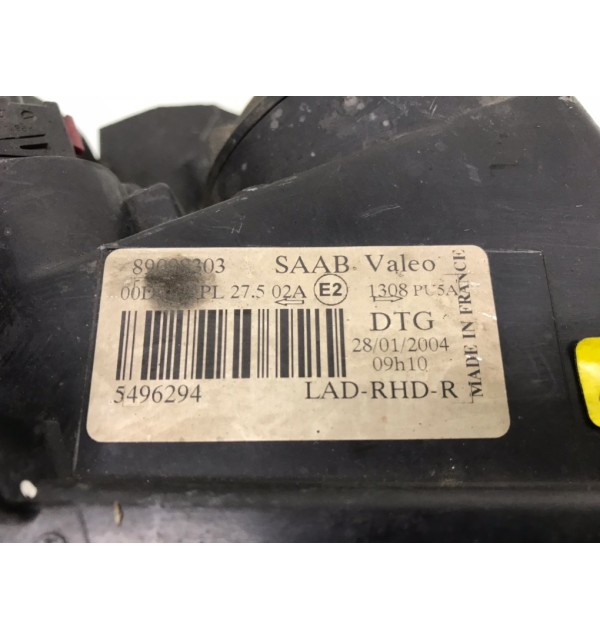 SAAB Valeo
PL 27.5 02A E2 1308 PU5A
DTG
28/01/2004
09h10
5496294 LAD-RHD-R
MADE IN FRANCE